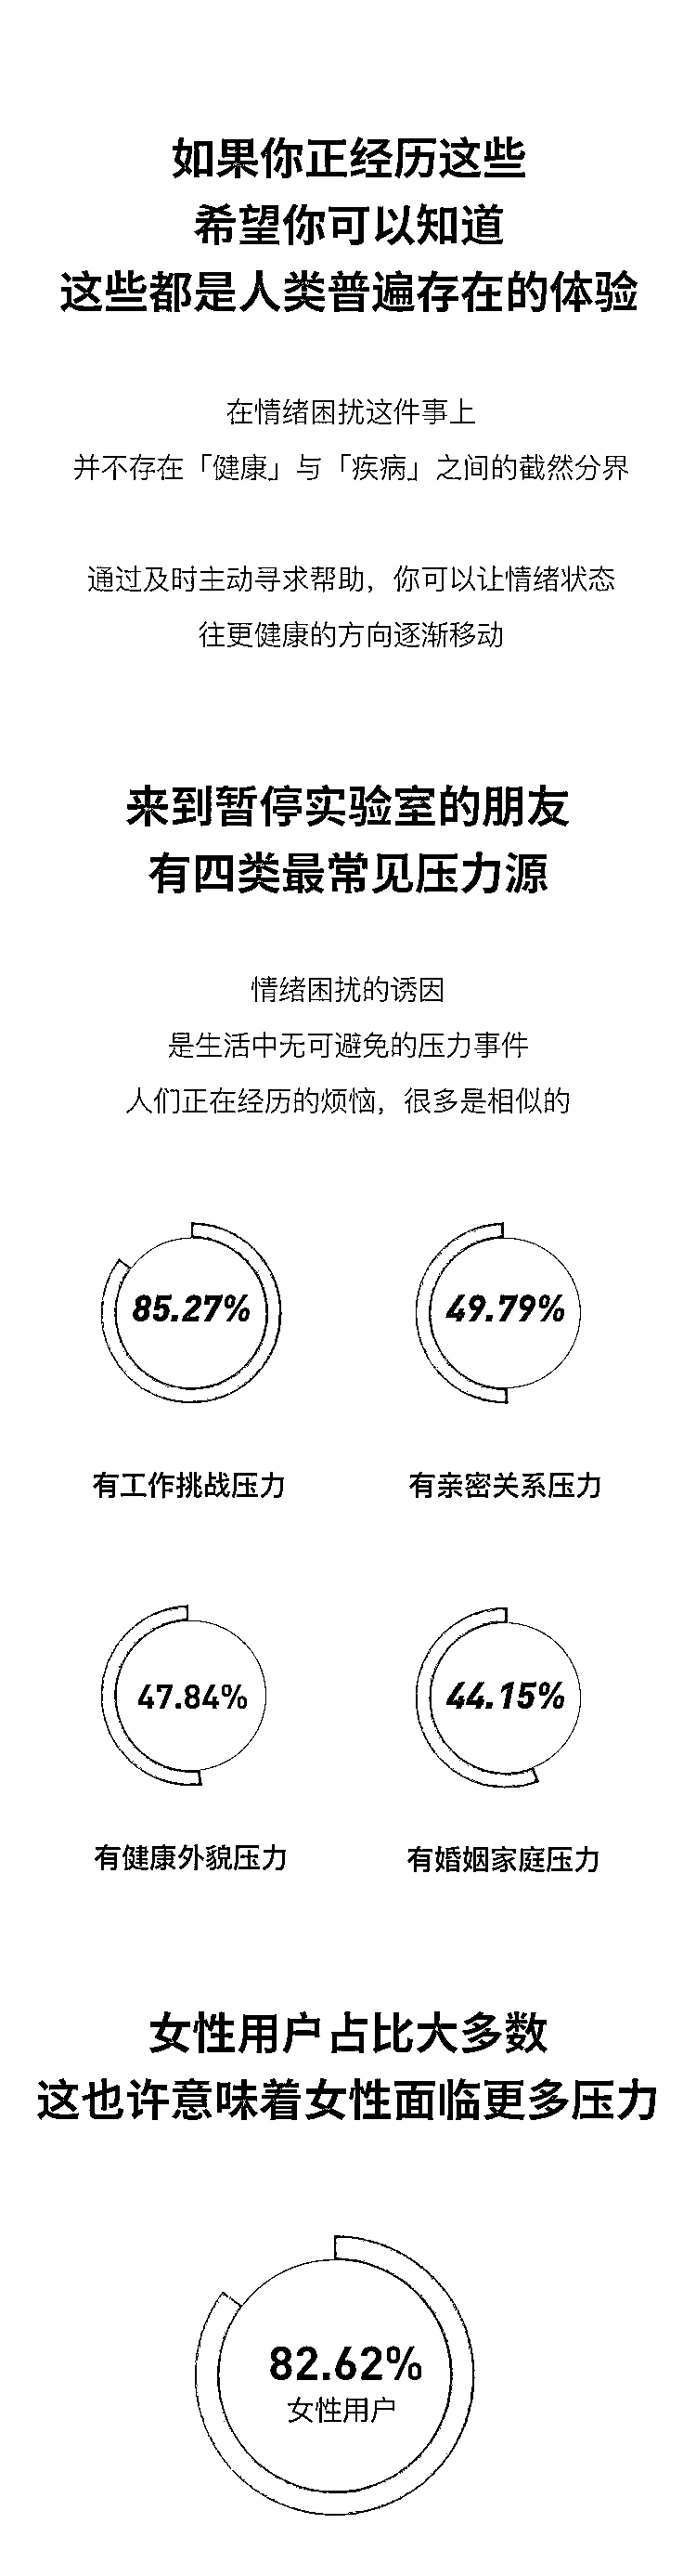 如果你正经历这些
希望你可以知道
这些都是人类普遍存在的体验
在情绪困扰这件事上
并不存在「健康」与「疾病」之间的截然分界
通过及时主动寻求帮助，你可以让情绪状态
往更健康的方向逐渐移动
来到暂停实验室的朋友
有四类最常见压力源
情绪困扰的诱因
是生活中无可避免的压力事件
人们正在经历的烦恼，很多是相似的
85.27%
49.79%
有工作挑战压力
有亲密关系压力
47.84%
44.15%
有健康外貌压力
有婚姻家庭压力
女性用户占比大多数
这也许意味着女性面临更多压力
82.62%
女性用户